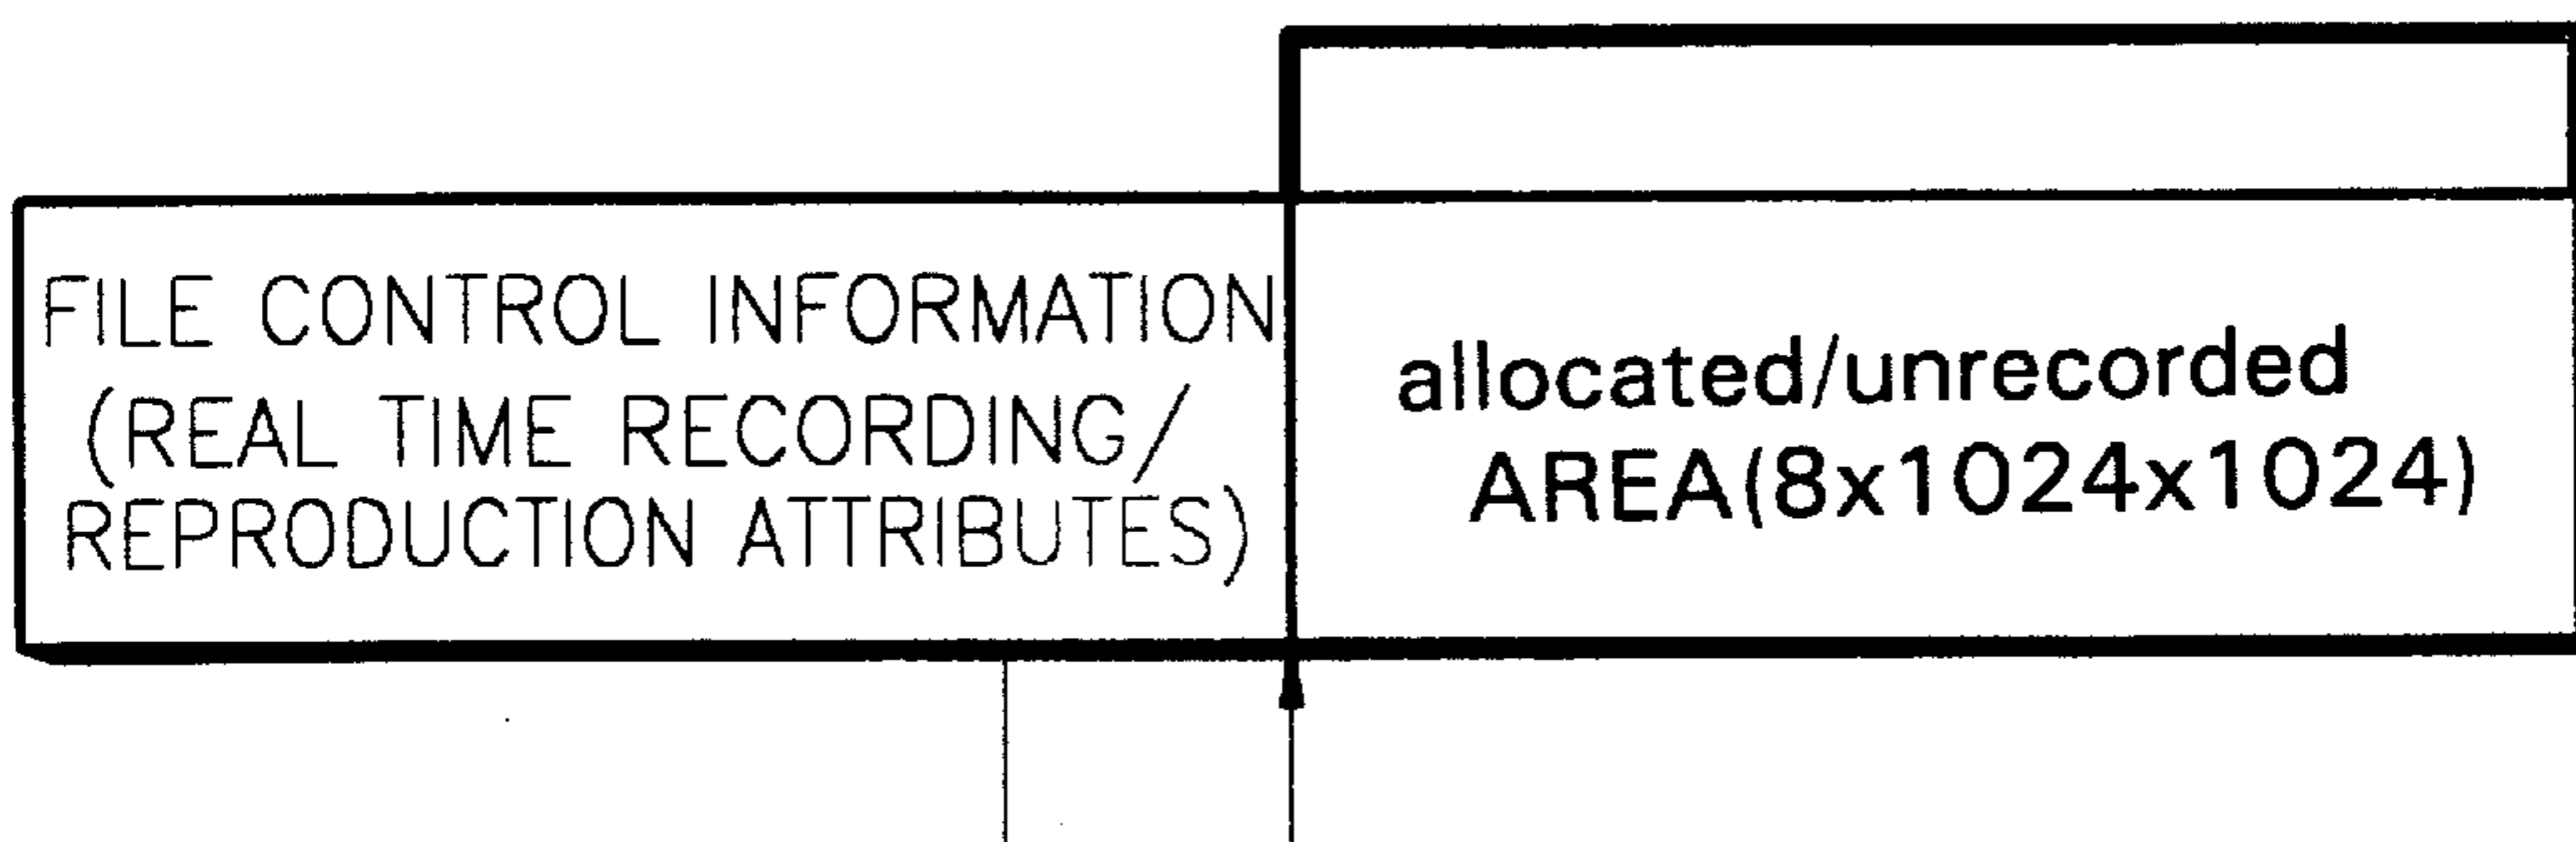 FILE CONTROL INFORMATION
(REAL TIME RECORDING/
REPRODUCTION ATTRIBUTES)
allocated/unrecorded
AREA(8x1024x1024)